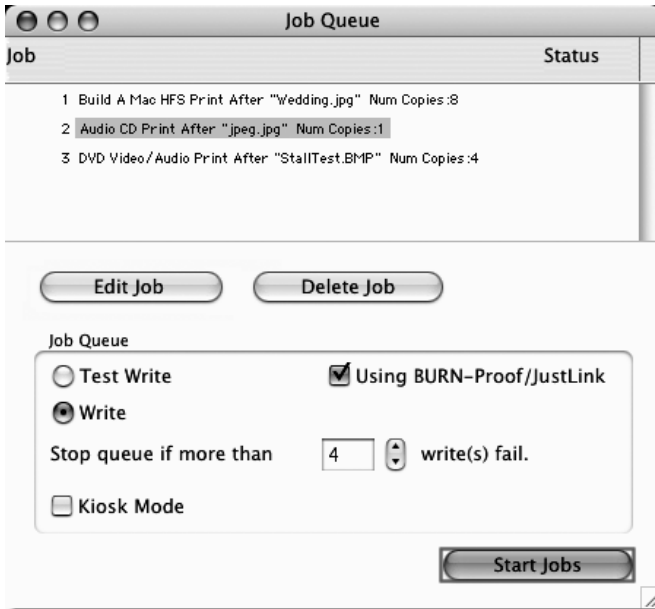 Job Queue
Job Status
1 Build A Mac HFS Print After "Wedding.jpg" Num Copies:8
2 Audio CD Print After "jpeg.jpg" Num Copies:1
3 DVD Video/Audio Print After "StallTest.BMP" Num Copies:4
Edit Job Delete Job
Job Queue
Test Write Using BURN-Proof/JustLink
Write
Stop queue if more than 4 write(s) fail.
Kiosk Mode
Start Jobs